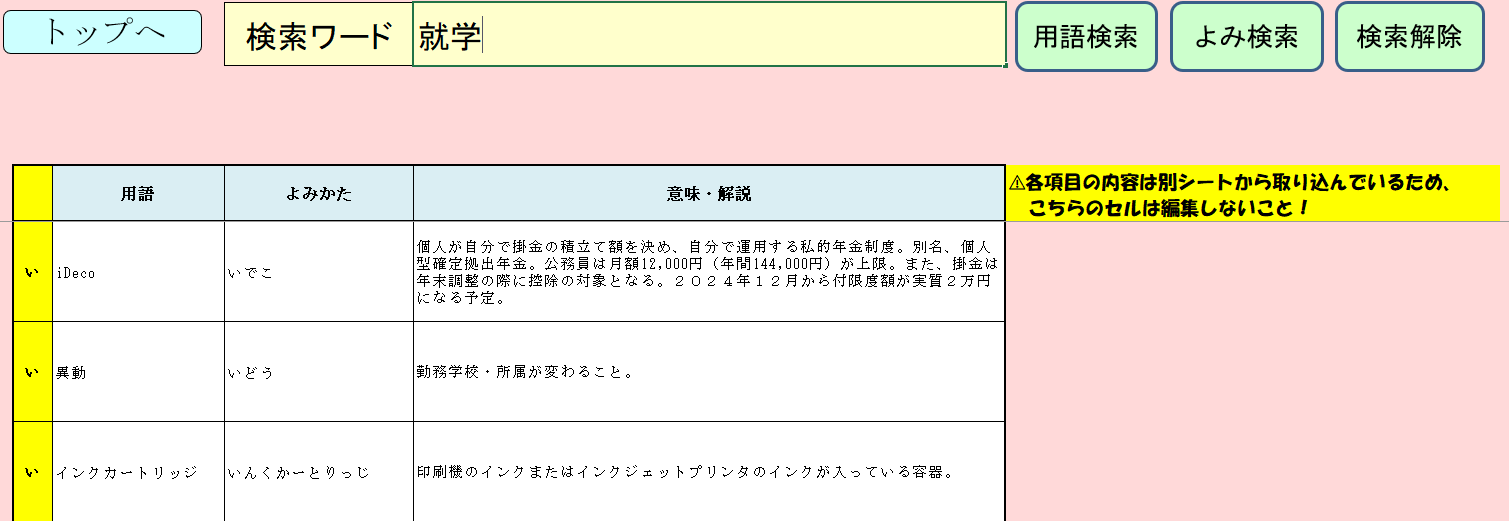 トップへ
検索ワード
就学
用語検索
よみ検索
検索解除
用語
よみかた
意味・解説
⚠各項目の内容は別シートから取り込んでいるため、
こちらのセルは編集しないこと！
い
iDeco
いでこ
個人が自分で掛金の積立て額を決め、自分で運用する私的年金制度。別名、個人
型確定拠出年金。公務員は月額12,000円（年間144,000円）が上限。また、掛金は
年末調整の際に控除の対象となる。２０２４年１２月から付限度額が実質２万円
になる予定。
い
異動
いどう
勤務学校・所属が変わること。
い
インクカートリッジ
いんくかーとりっじ
印刷機のインクまたはインクジェットプリンタのインクが入っている容器。